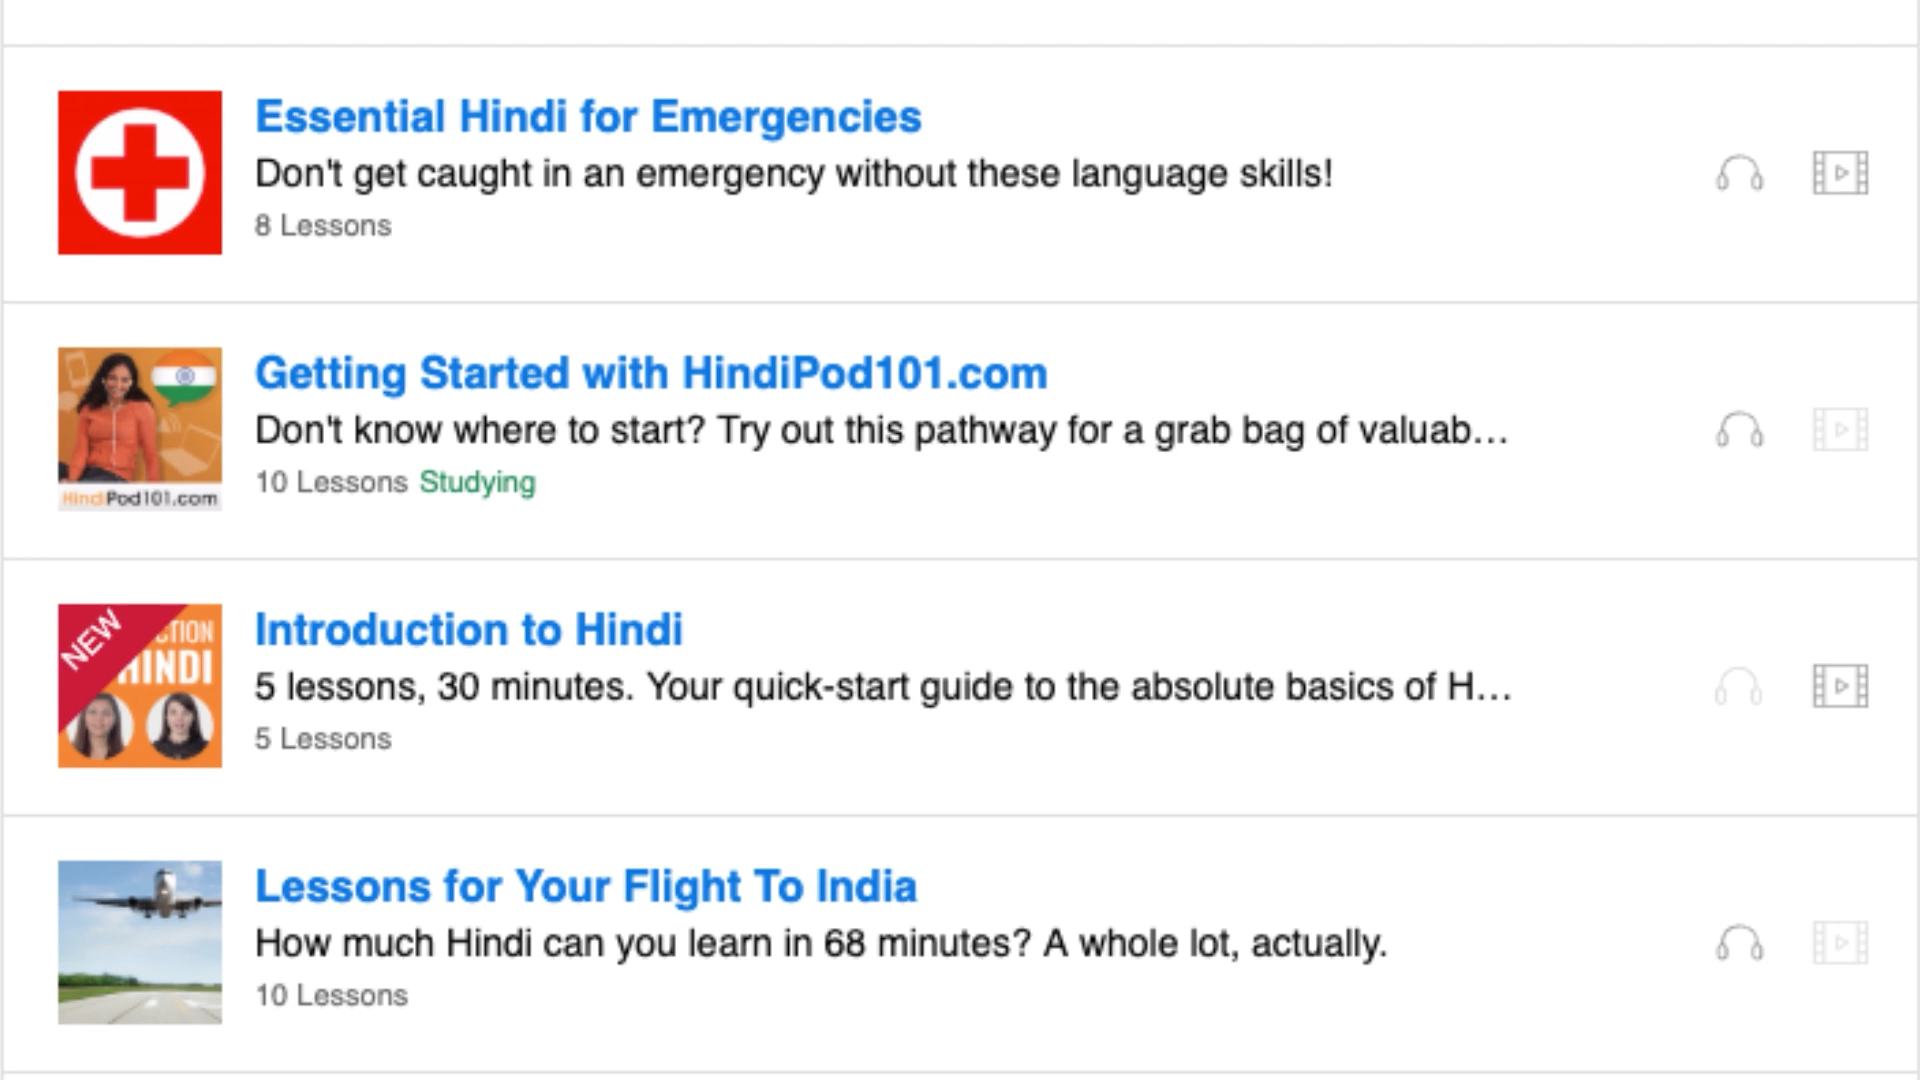 Essential Hindi for Emergencies
Don't get caught in an emergency without these language skills!
8 Lessons
Getting Started with HindiPod101.com
Don't know where to start? Try out this pathway for a grab bag of valuab...
10 Lessons Studying
HindiPod101.com
NEW
CTION
HINDI
Introduction to Hindi
5 lessons, 30 minutes. Your quick-start guide to the absolute basics of H...
5 Lessons
Lessons for Your Flight To India
How much Hindi can you learn in 68 minutes? A whole lot, actually.
10 Lessons